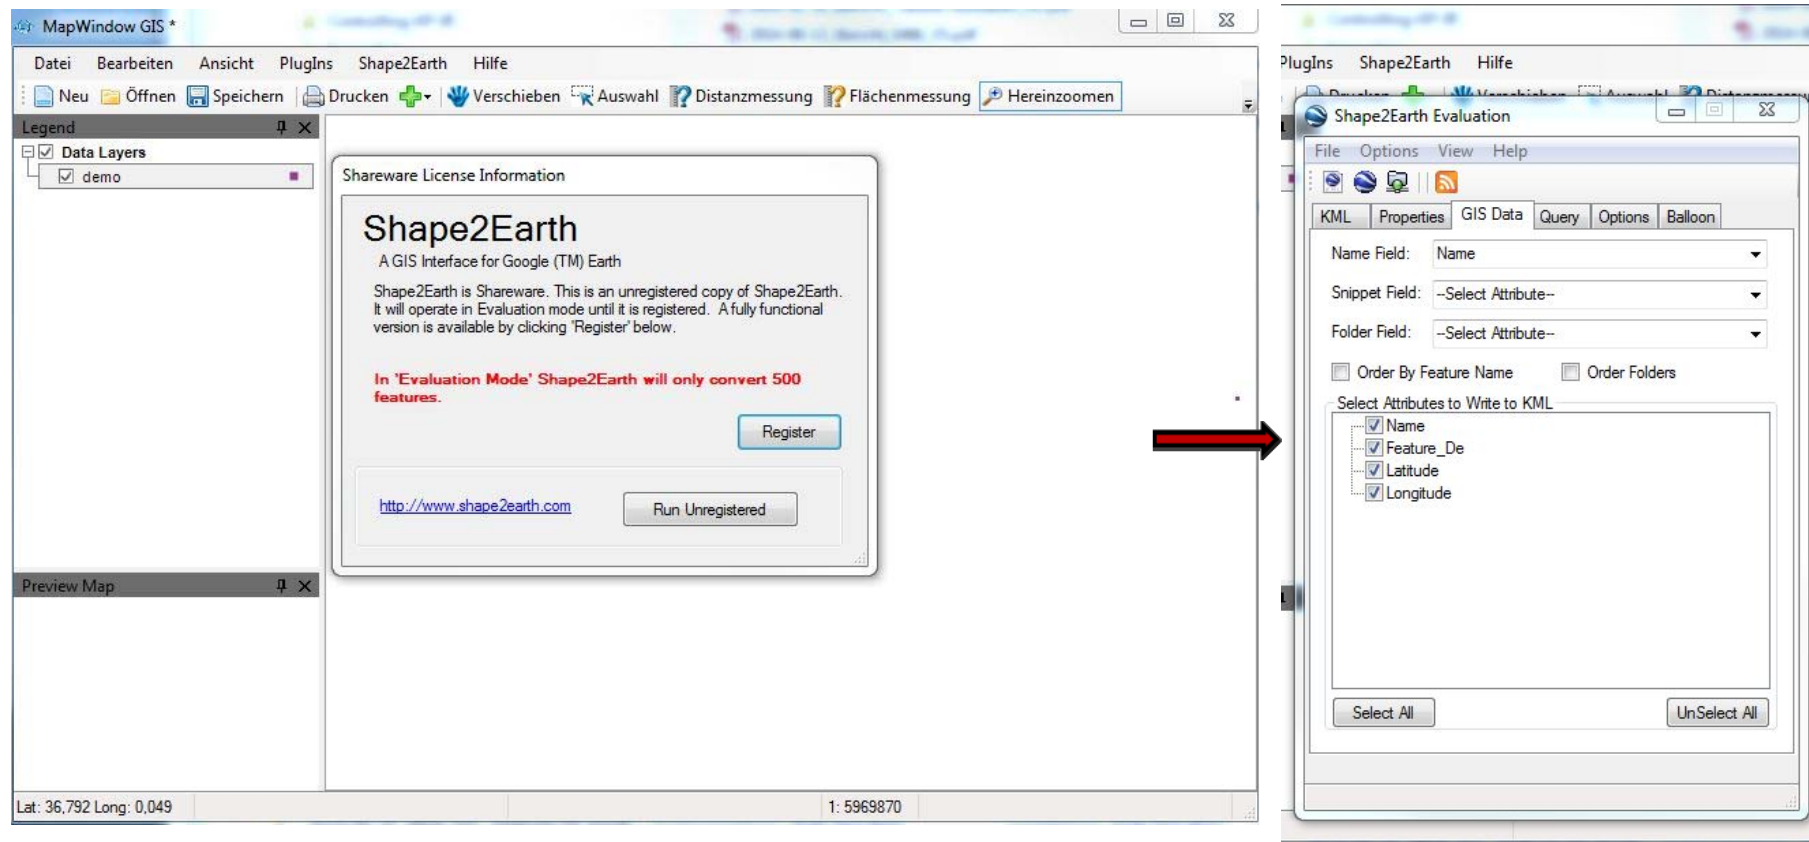 MapWindow GIS *
Datei Bearbeiten Ansicht PlugIns Shape2Earth Hilfe
Neu Öffnen Speichern Drucken Verschieben Auswahl Distanzmessung Flächenmessung Hereinzoomen
Legend
Data Layers
demo
Shareware License Information
Shape2Earth
A GIS Interface for Google (TM) Earth
Shape2Earth is Shareware. This is an unregistered copy of Shape2Earth.
It will operate in Evaluation mode until it is registered. A fully functional
version is available by clicking 'Register' below.
In 'Evaluation Mode' Shape2Earth will only convert 500
features.
Register
http://www.shape2earth.com
Run Unregistered
Preview Map
Lat: 36,792 Long: 0,049
1: 5969870
PlugIns Shape2Earth Hilfe
Shape2Earth Evaluation
File Options View Help
KML Properties GIS Data Query Options Balloon
Name Field: Name
Snippet Field: --Select Attribute--
Folder Field: --Select Attribute--
Order By Feature Name Order Folders
Select Attributes to Write to KML
Name
Feature_De
Latitude
Longitude
Select All UnSelect All